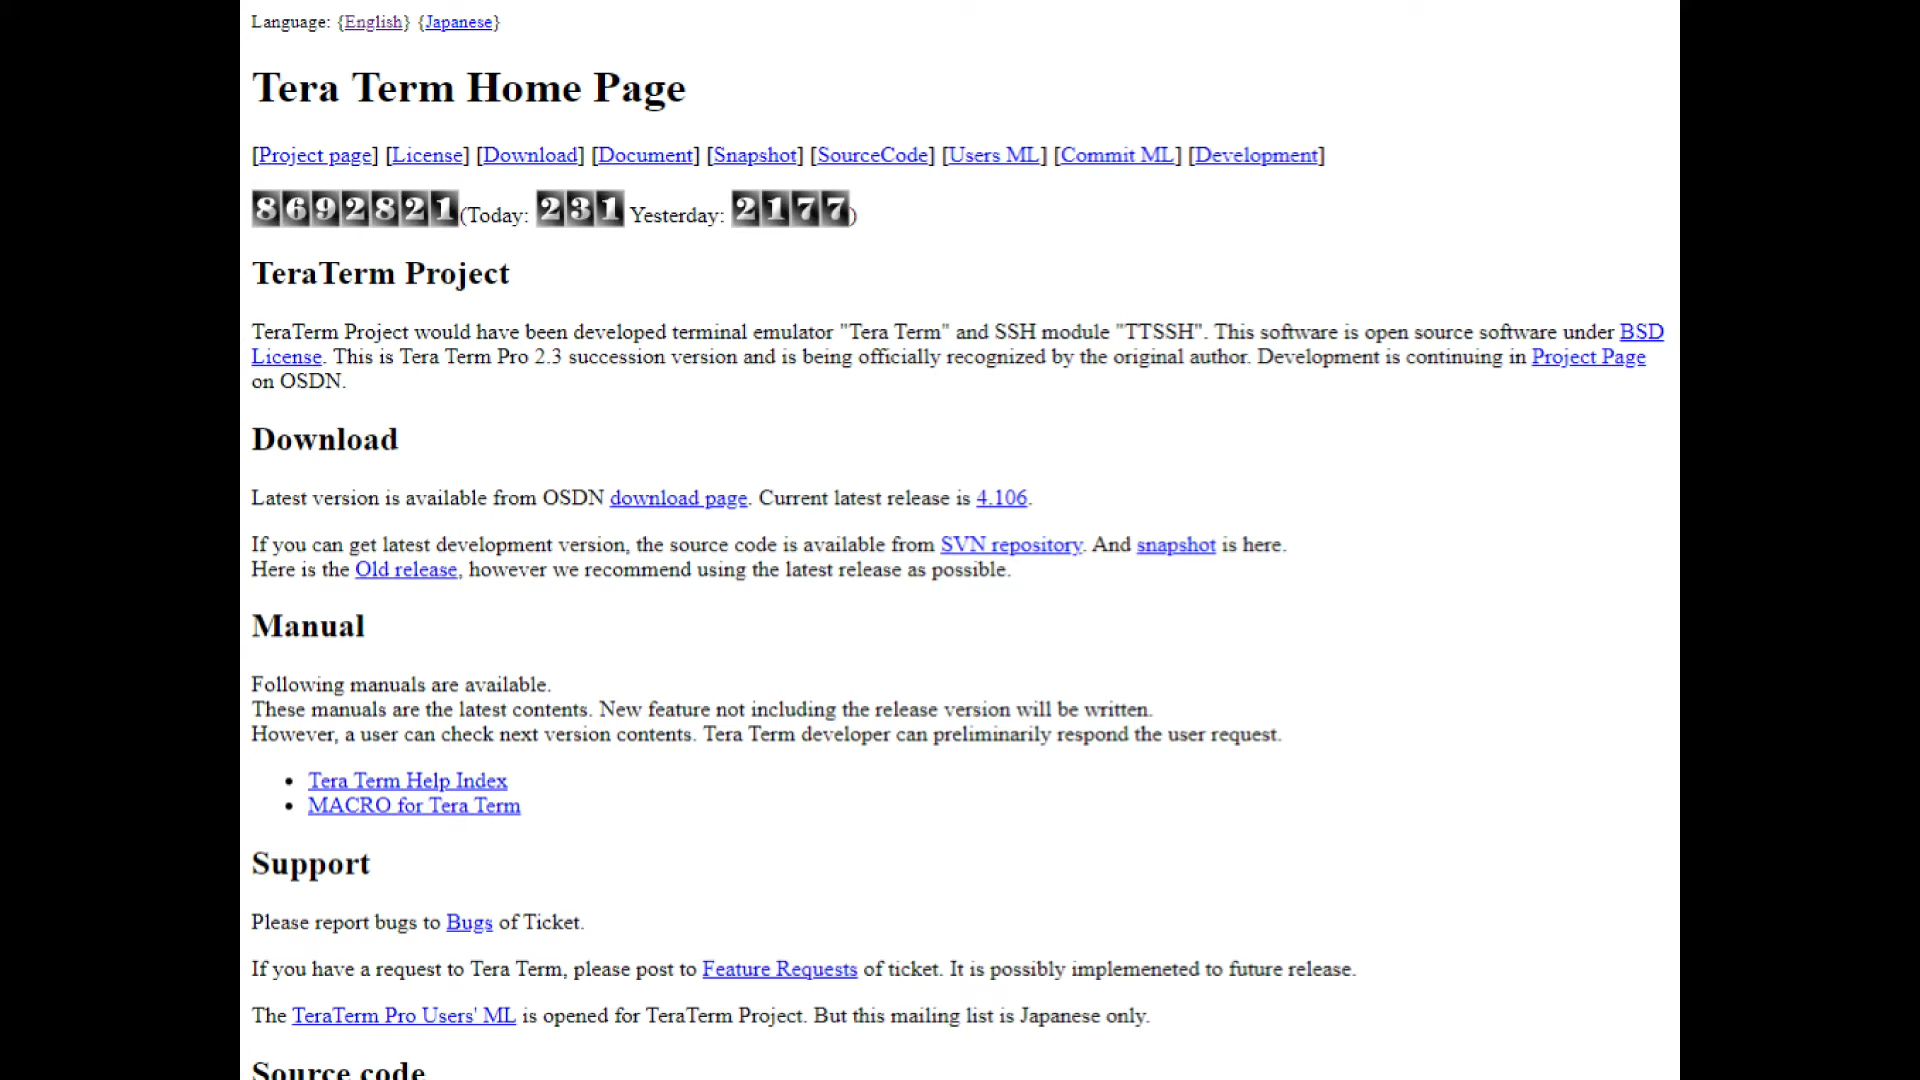 Language: {English} {Japanese}
Tera Term Home Page
[Project page] [License] [Download] [Document] [Snapshot] [SourceCode] [Users ML] [Commit ML] [Development]
8692821(Today: 231 Yesterday: 2177)
TeraTerm Project
TeraTerm Project would have been developed terminal emulator "Tera Term" and SSH module "TTSSH". This software is open source software under BSD
License. This is Tera Term Pro 2.3 succession version and is being officially recognized by the original author. Development is continuing in Project Page
on OSDN.
Download
Latest version is available from OSDN download page. Current latest release is 4.106.
If you can get latest development version, the source code is available from SVN repository. And snapshot is here.
Here is the Old release, however we recommend using the latest release as possible.
Manual
Following manuals are available.
These manuals are the latest contents. New feature not including the release version will be written.
However, a user can check next version contents. Tera Term developer can preliminarily respond the user request.
• Tera Term Help Index
• MACRO for Tera Term
Support
Please report bugs to Bugs of Ticket.
If you have a request to Tera Term, please post to Feature Requests of ticket. It is possibly implemeneted to future release.
The TeraTerm Pro Users' ML is opened for TeraTerm Project. But this mailing list is Japanese only.
Source code